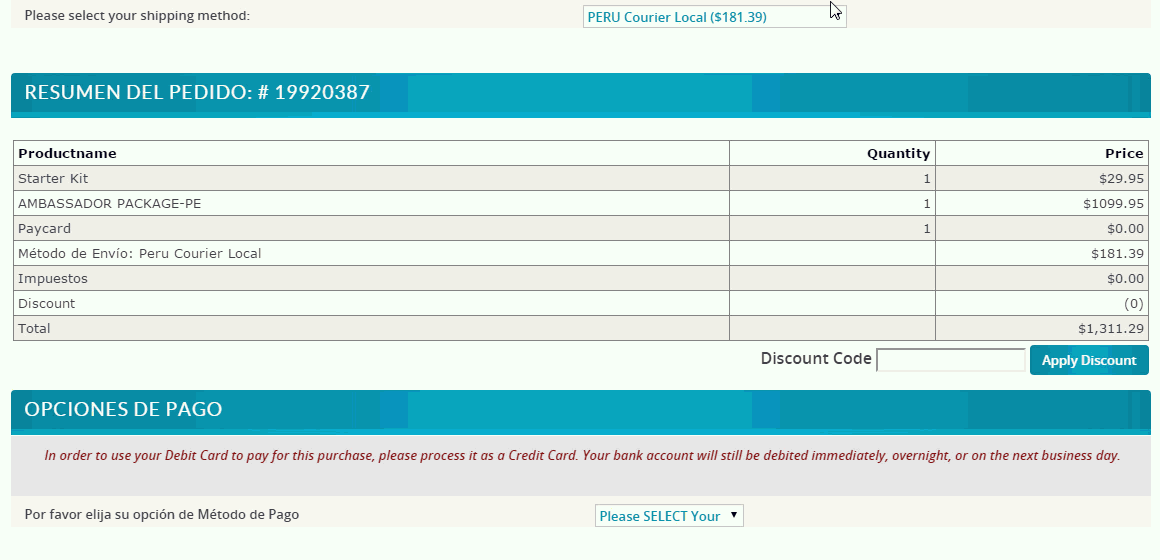 Please select your shipping method:
PERU Courier Local ($181.39)
RESUMEN DEL PEDIDO: # 19920387
Productname Quantity Price
Starter Kit 1 $29.95
AMBASSADOR PACKAGE-PE 1 $1099.95
Paycard 1 $0.00
Método de Envío: Peru Courier Local $181.39
Impuestos $0.00
Discount (0)
Total $1,311.29
Discount Code Apply Discount
OPCIONES DE PAGO
In order to use your Debit Card to pay for this purchase, please process it as a Credit Card. Your bank account will still be debited immediately, overnight, or on the next business day.
Por favor elija su opción de Método de Pago Please SELECT Your